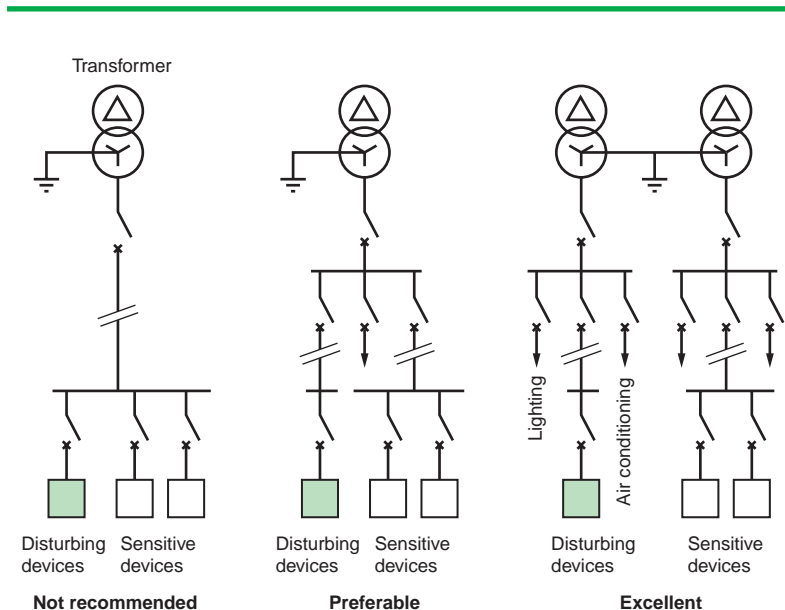 Transformer
Lighting
Air conditioning
Disturbing
devices
Sensitive
devices
Disturbing
devices
Sensitive
devices
Disturbing
devices
Sensitive
devices
Not recommended
Preferable
Excellent